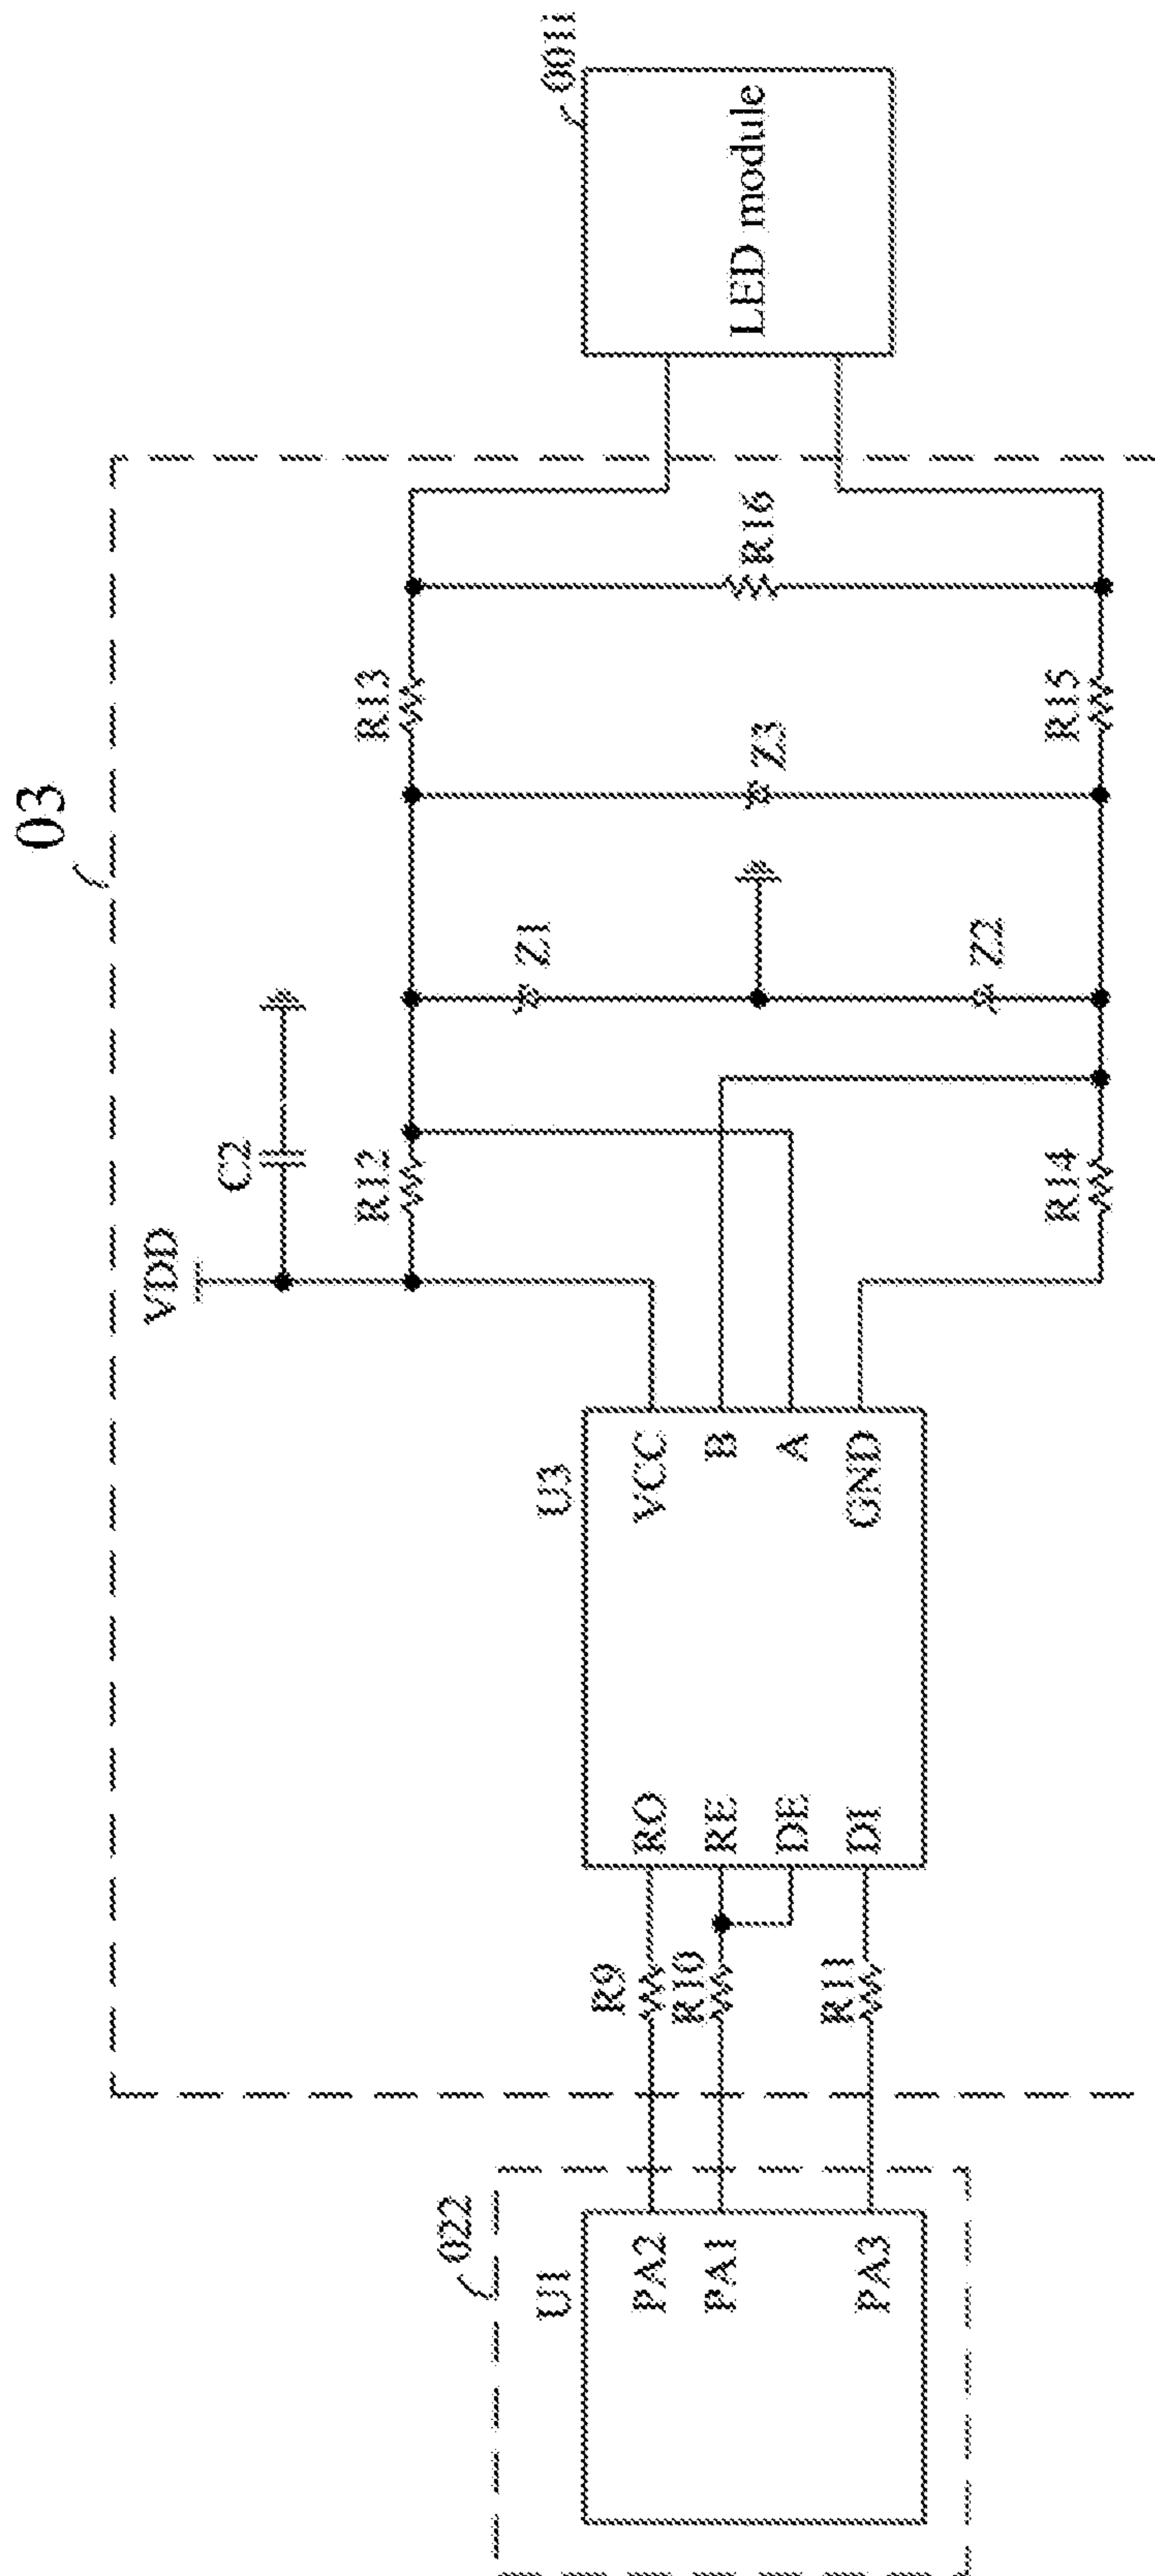 03
022
U1
PA2
PA1
PA3
R9
R10
R11
U3
RO
RE
DE
DI
VCC
B
A
GND
VDD
C2
R12
R13
R14
R15
Z1
Z2
Z3
R16
001i
LED module